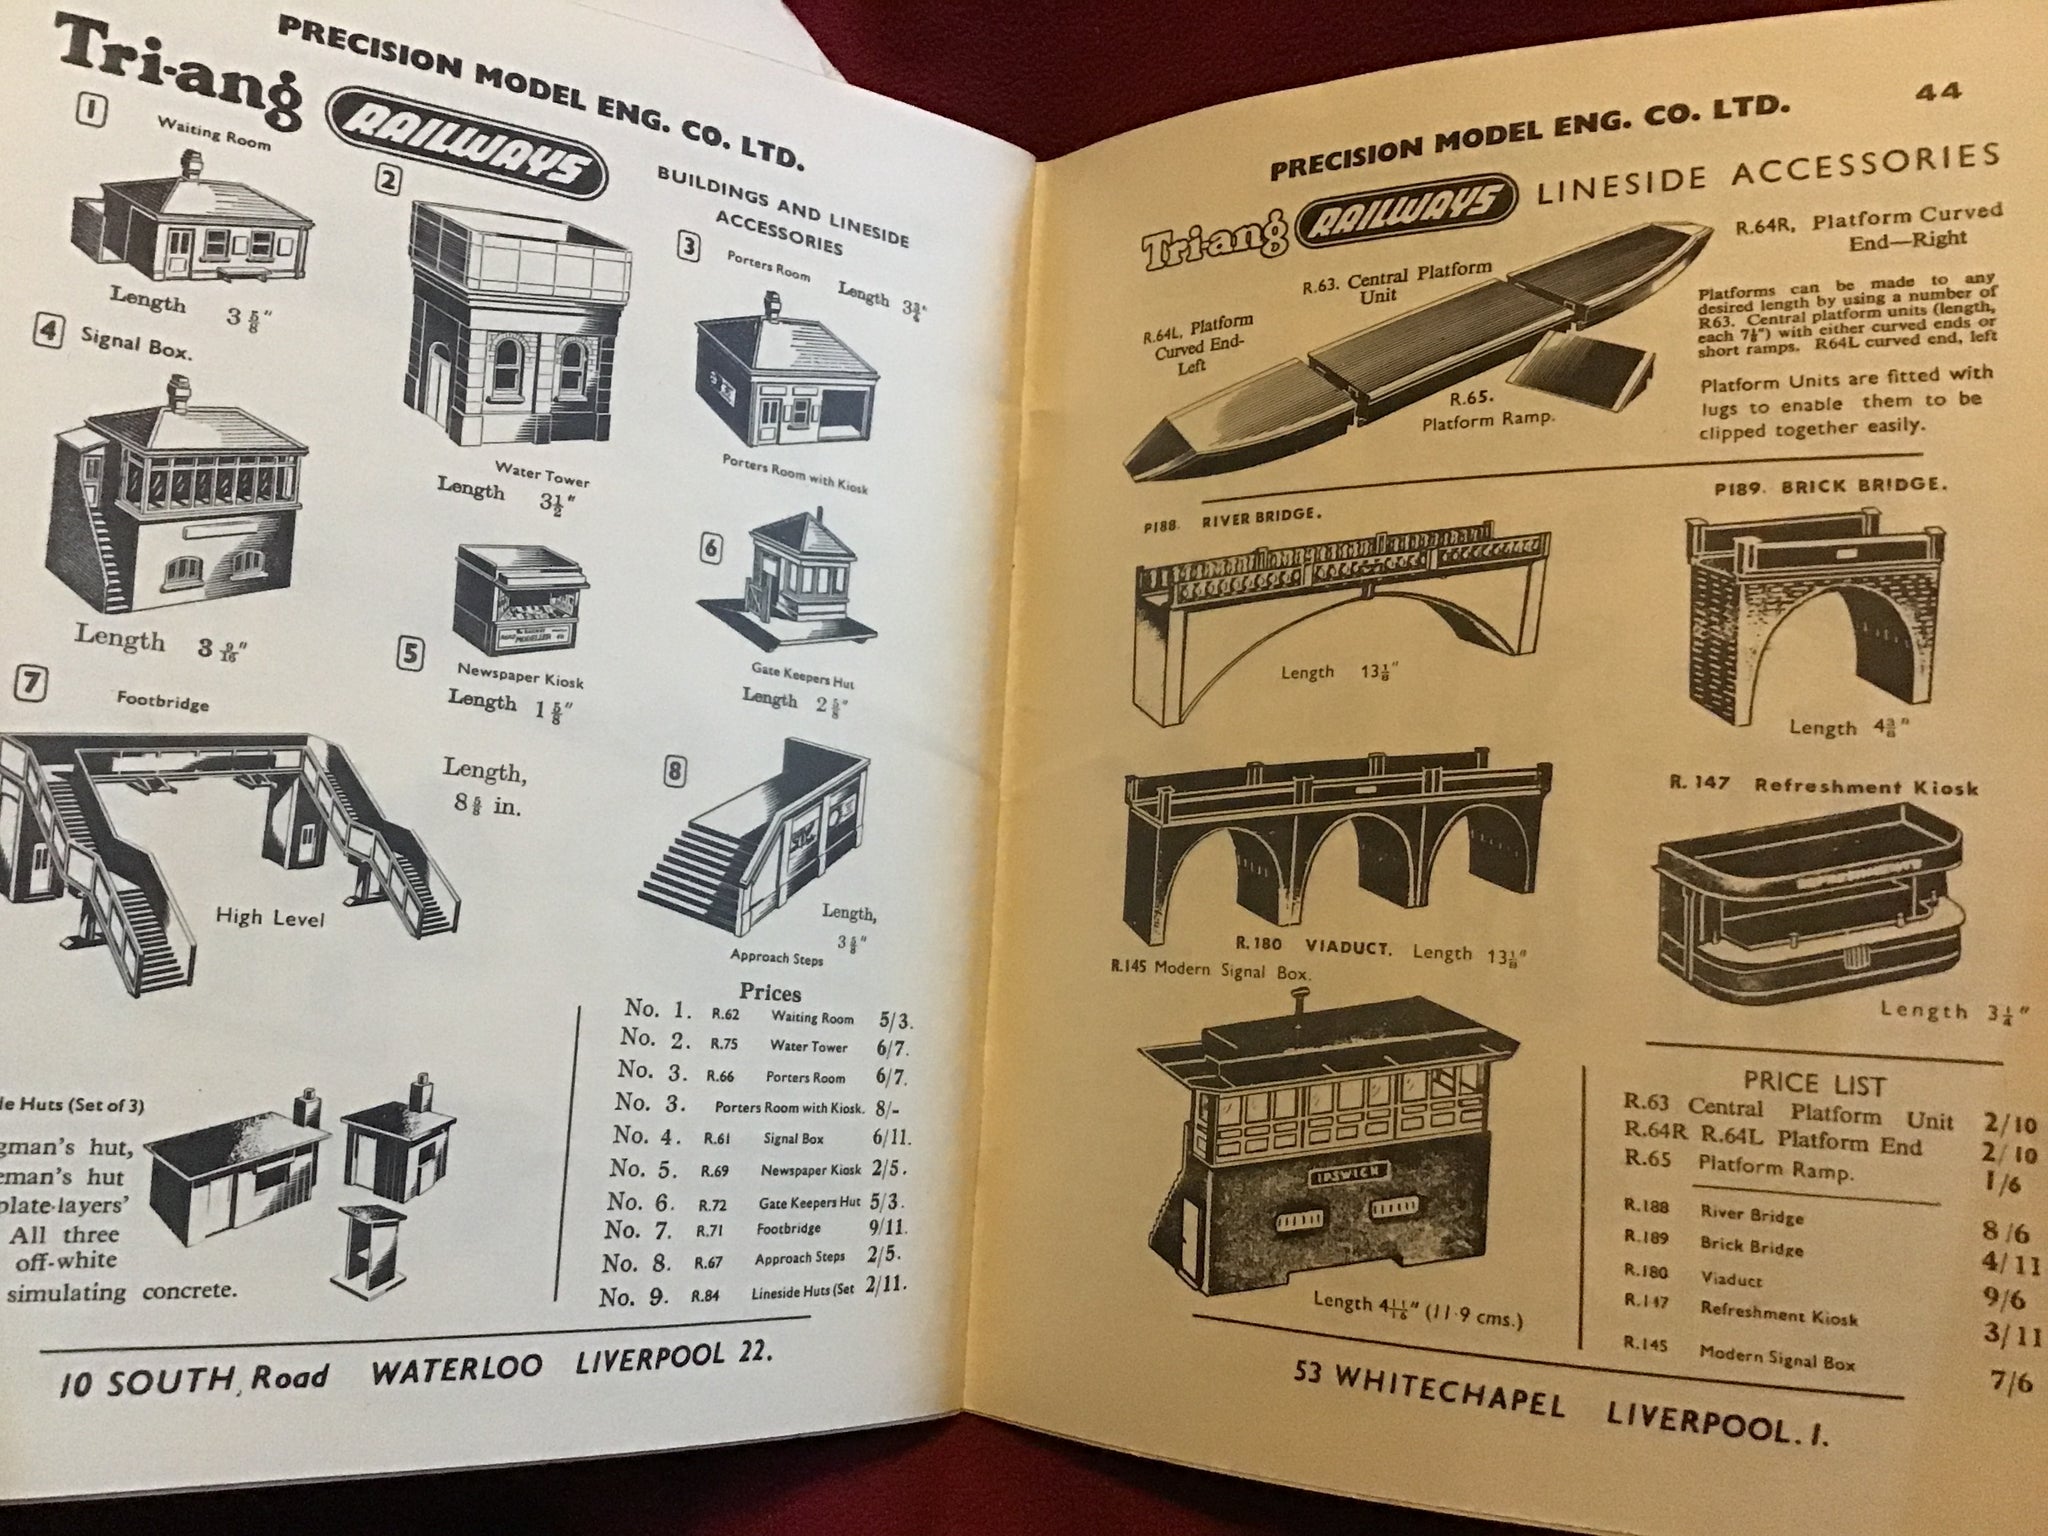 PRECISION MODEL ENG. CO. LTD.
Tri-ang RAILWAYS
BUILDINGS AND LINESIDE
ACCESSORIES
1
Waiting Room
Length 3 5/8"
2
Water Tower
Length 3½"
3
Porters Room
Length 3¾"
Porters Room with Kiosk
4
Signal Box.
Length 3 9/16"
5
MODELLER
Newspaper Kiosk
Length 1 5/8"
6
Gate Keepers Hut
Length 2 5/8"
7
Footbridge
Length,
8 5/8 in.
High Level
8
Length,
3 5/8"
Approach Steps
Huts (Set of 3)
hut,
hut
plate-layers'
All three
off-white
simulating concrete.
Prices
No. 1. R.62 Waiting Room 5/3.
No. 2. R.75 Water Tower 6/7.
No. 3. R.66 Porters Room 6/7.
No. 3. Porters Room with Kiosk. 8/-
No. 4. R.61 Signal Box 6/11.
No. 5. R.69 Newspaper Kiosk 2/5.
No. 6. R.72 Gate Keepers Hut 5/3.
No. 7. R.71 Footbridge 9/11.
No. 8. R.67 Approach Steps 2/5.
No. 9. R.84 Lineside Huts (Set 2/11.
10 SOUTH, Road WATERLOO LIVERPOOL 22.
44
PRECISION MODEL ENG. CO. LTD.
Tri-ang RAILWAYS LINESIDE ACCESSORIES
R.64R, Platform Curved
End—Right
R.63. Central Platform
Unit
R.64L, Platform
Curved End-
Left
R.65.
Platform Ramp.
Platforms can be made to any
desired length by using a number of
R63. Central platform units (length,
each 7⅛") with either curved ends or
short ramps. R64L curved end, left
Platform Units are fitted with
lugs to enable them to be
clipped together easily.
P188. RIVER BRIDGE.
Length 13⅛"
P189. BRICK BRIDGE.
Length 4⅜"
R.180 VIADUCT. Length 13⅛"
R.147 Refreshment Kiosk
Length 3¼"
R.145 Modern Signal Box.
IPSWICH
Length 4 11/16" (11·9 cms.)
PRICE LIST
R.63 Central Platform Unit 2/10
R.64R R.64L Platform End 2/10
R.65 Platform Ramp. 1/6
R.188 River Bridge 8/6
R.189 Brick Bridge 4/11
R.180 Viaduct 9/6
R.147 Refreshment Kiosk 3/11
R.145 Modern Signal Box 7/6
53 WHITECHAPEL LIVERPOOL. 1.